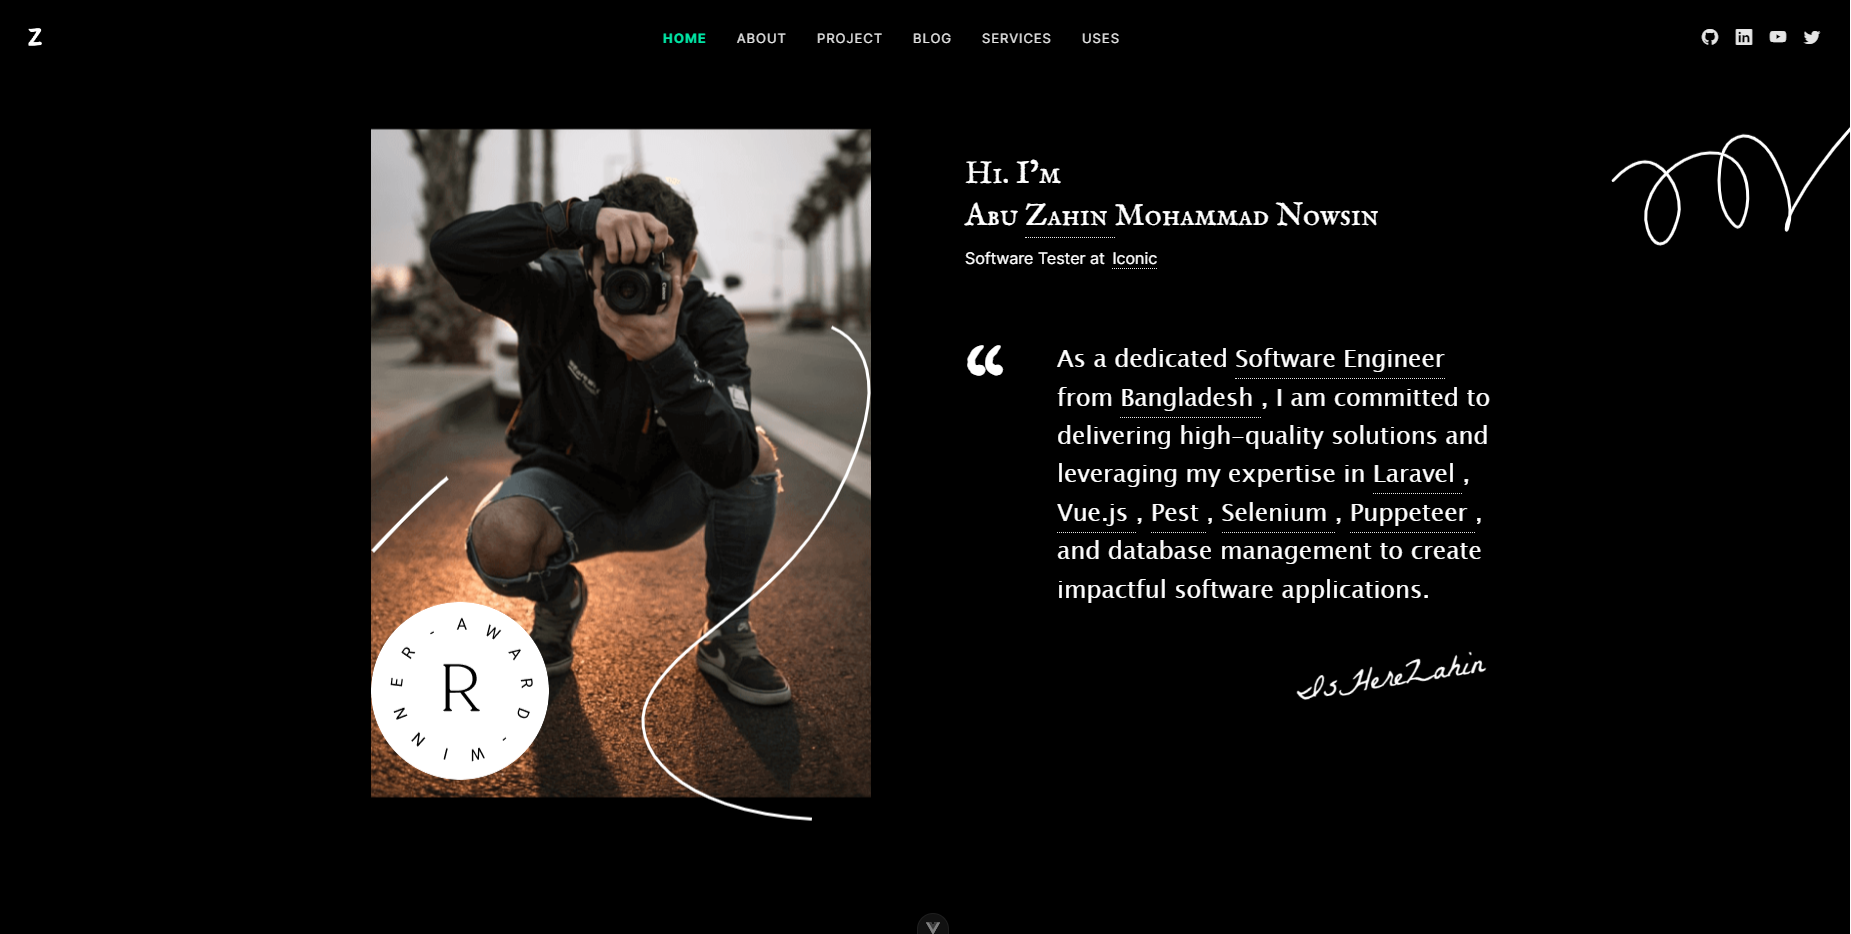 Z
HOME ABOUT PROJECT BLOG SERVICES USES
Hi. I'm
Abu Zahin Mohammad Nowsin
Software Tester at Iconic
“
As a dedicated Software Engineer
from Bangladesh , I am committed to
delivering high-quality solutions and
leveraging my expertise in Laravel ,
Vue.js , Pest , Selenium , Puppeteer ,
and database management to create
impactful software applications.
IsHereZahin
Canon
AWARD-WINNER-
R
in